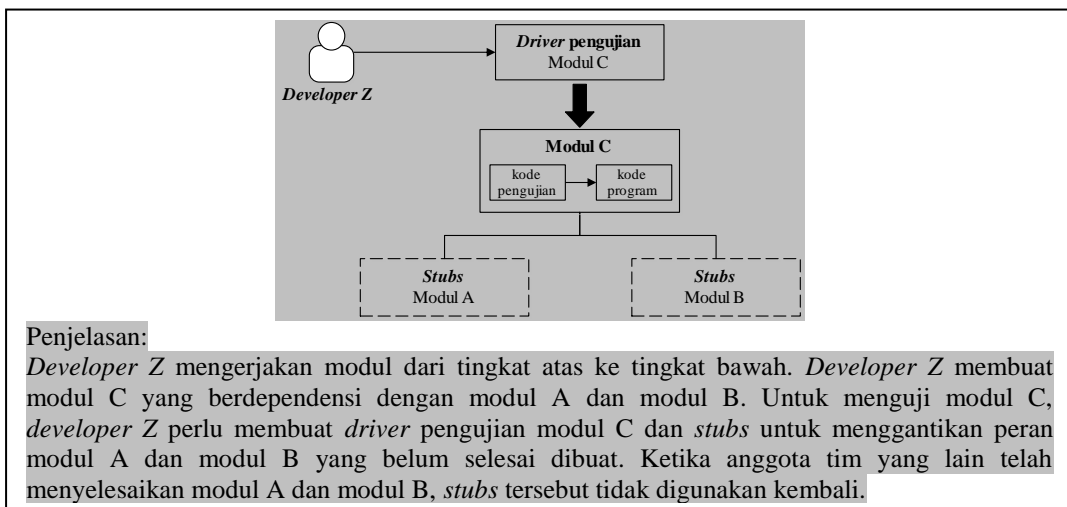 Driver pengujian
Modul C
Developer Z
Modul C
kode
pengujian
kode
program
Stubs
Modul A
Stubs
Modul B
Penjelasan:
Developer Z mengerjakan modul dari tingkat atas ke tingkat bawah. Developer Z membuat
modul C yang berdependensi dengan modul A dan modul B. Untuk menguji modul C,
developer Z perlu membuat driver pengujian modul C dan stubs untuk menggantikan peran
modul A dan modul B yang belum selesai dibuat. Ketika anggota tim yang lain telah
menyelesaikan modul A dan modul B, stubs tersebut tidak digunakan kembali.